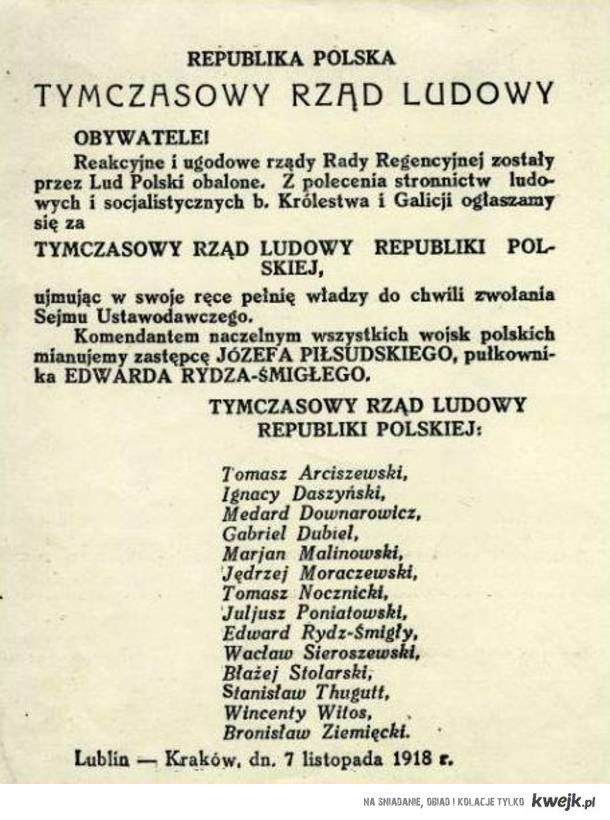 REPUBLIKA POLSKA
TYMCZASOWY RZĄD LUDOWY
OBYWATELE!
Reakcyjne i ugodowe rządy Rady Regencyjnej zostały
przez Lud Polski obalone. Z polecenia stronnictw ludo-
wych i socjalistycznych b. Królestwa i Galicji ogłaszamy
się za
TYMCZASOWY RZĄD LUDOWY REPUBLIKI POL-
SKIEJ,
ujmując w swoje ręce pełnię władzy do chwili zwołania
Sejmu Ustawodawczego.
Komendantem naczelnym wszystkich wojsk polskich
mianujemy zastępcę JÓZEFA PIŁSUDSKIEGO, pułkowni-
ka EDWARDA RYDZA-ŚMIGŁEGO.
TYMCZASOWY RZĄD LUDOWY
REPUBLIKI POLSKIEJ:
Tomasz Arciszewski,
Ignacy Daszyński,
Medard Downarowicz,
Gabriel Dubiel,
Marjan Malinowski,
Jędrzej Moraczewski,
Tomasz Nocznicki,
Juljusz Poniatowski,
Edward Rydz-Śmigły,
Wacław Sieroszewski,
Błażej Stolarski,
Stanisław Thugutt,
Wincenty Witos,
Bronisław Ziemięcki.
Lublin — Kraków, dn. 7 listopada 1918 r.
NA ŚNIADANIE, OBIAD I KOLACJE TYLKO kwejk.pl